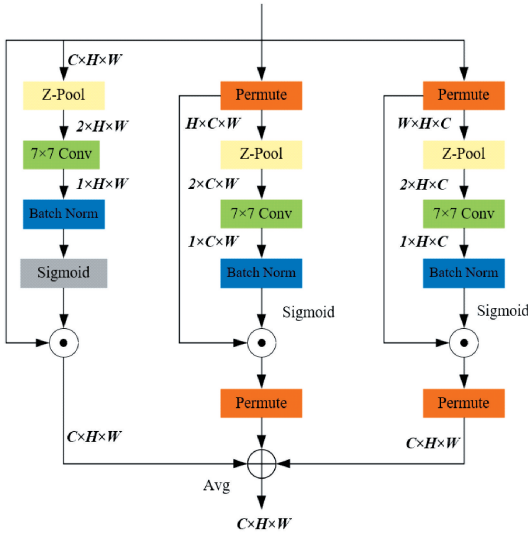 C×H×W
Z-Pool
2×H×W
7×7 Conv
1×H×W
Batch Norm
Sigmoid
C×H×W
Permute
H×C×W
Z-Pool
2×C×W
7×7 Conv
1×C×W
Batch Norm
Sigmoid
Permute
Permute
W×H×C
Z-Pool
2×H×C
7×7 Conv
1×H×C
Batch Norm
Sigmoid
Permute
C×H×W
Avg
C×H×W